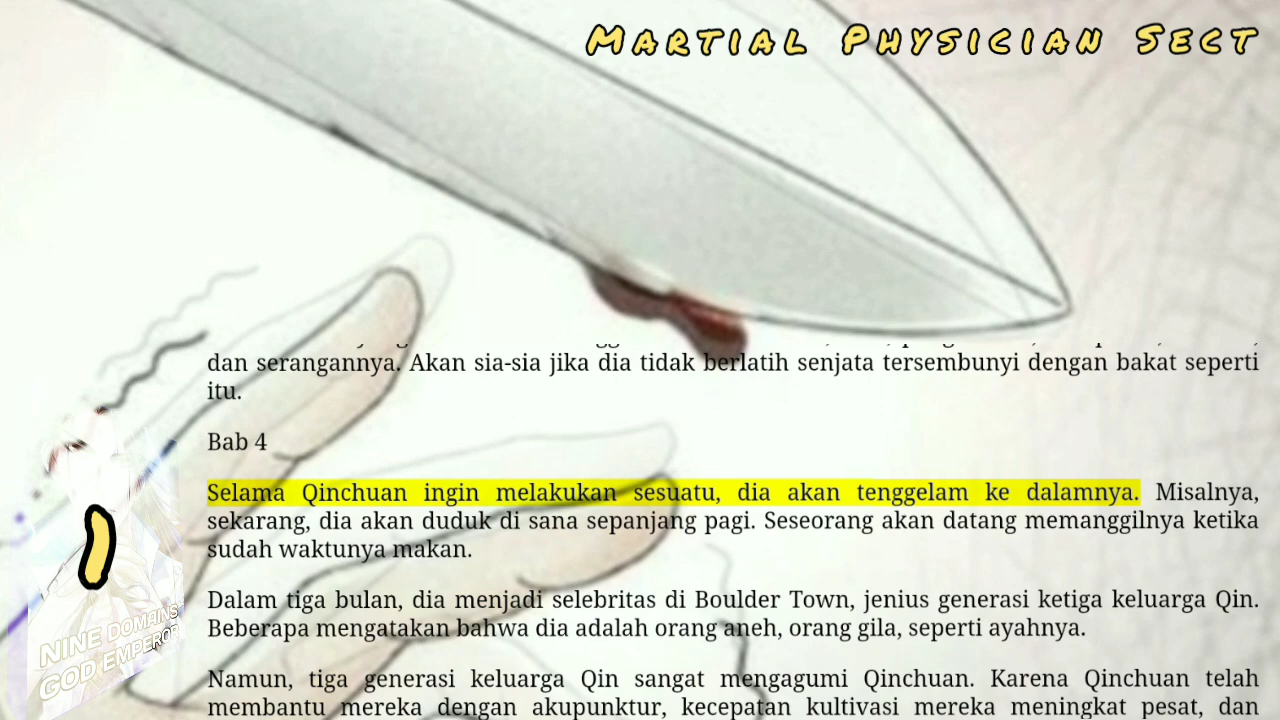 Martial Physician Sect
dan serangannya. Akan sia-sia jika dia tidak berlatih senjata tersembunyi dengan bakat seperti
itu.
Bab 4
Selama Qinchuan ingin melakukan sesuatu, dia akan tenggelam ke dalamnya. Misalnya,
sekarang, dia akan duduk di sana sepanjang pagi. Seseorang akan datang memanggilnya ketika
sudah waktunya makan.
Dalam tiga bulan, dia menjadi selebritas di Boulder Town, jenius generasi ketiga keluarga Qin.
Beberapa mengatakan bahwa dia adalah orang aneh, orang gila, seperti ayahnya.
Namun, tiga generasi keluarga Qin sangat mengagumi Qinchuan. Karena Qinchuan telah
membantu mereka dengan akupunktur, kecepatan kultivasi mereka meningkat pesat, dan
1
NINE DOMAINS
GOD EMPEROR